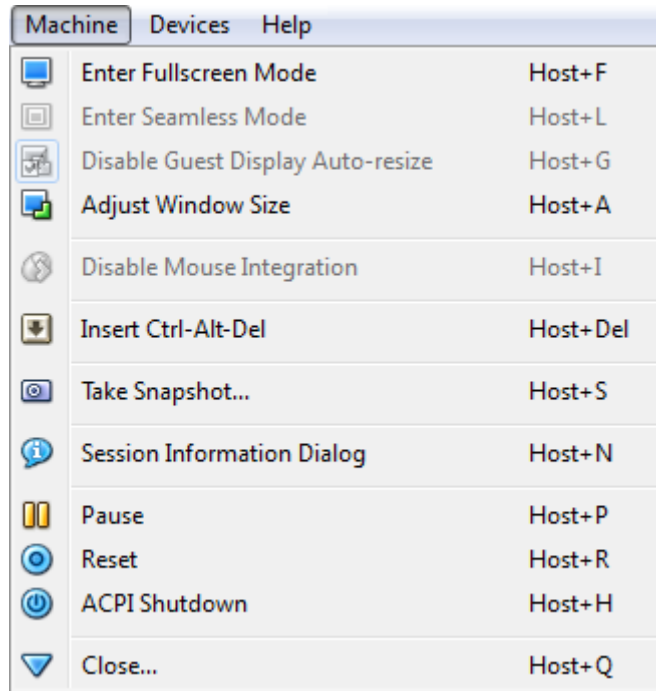 Machine Devices Help
Enter Fullscreen Mode Host+F
Enter Seamless Mode Host+L
Disable Guest Display Auto-resize Host+G
Adjust Window Size Host+A
Disable Mouse Integration Host+I
Insert Ctrl-Alt-Del Host+Del
Take Snapshot... Host+S
Session Information Dialog Host+N
Pause Host+P
Reset Host+R
ACPI Shutdown Host+H
Close... Host+Q